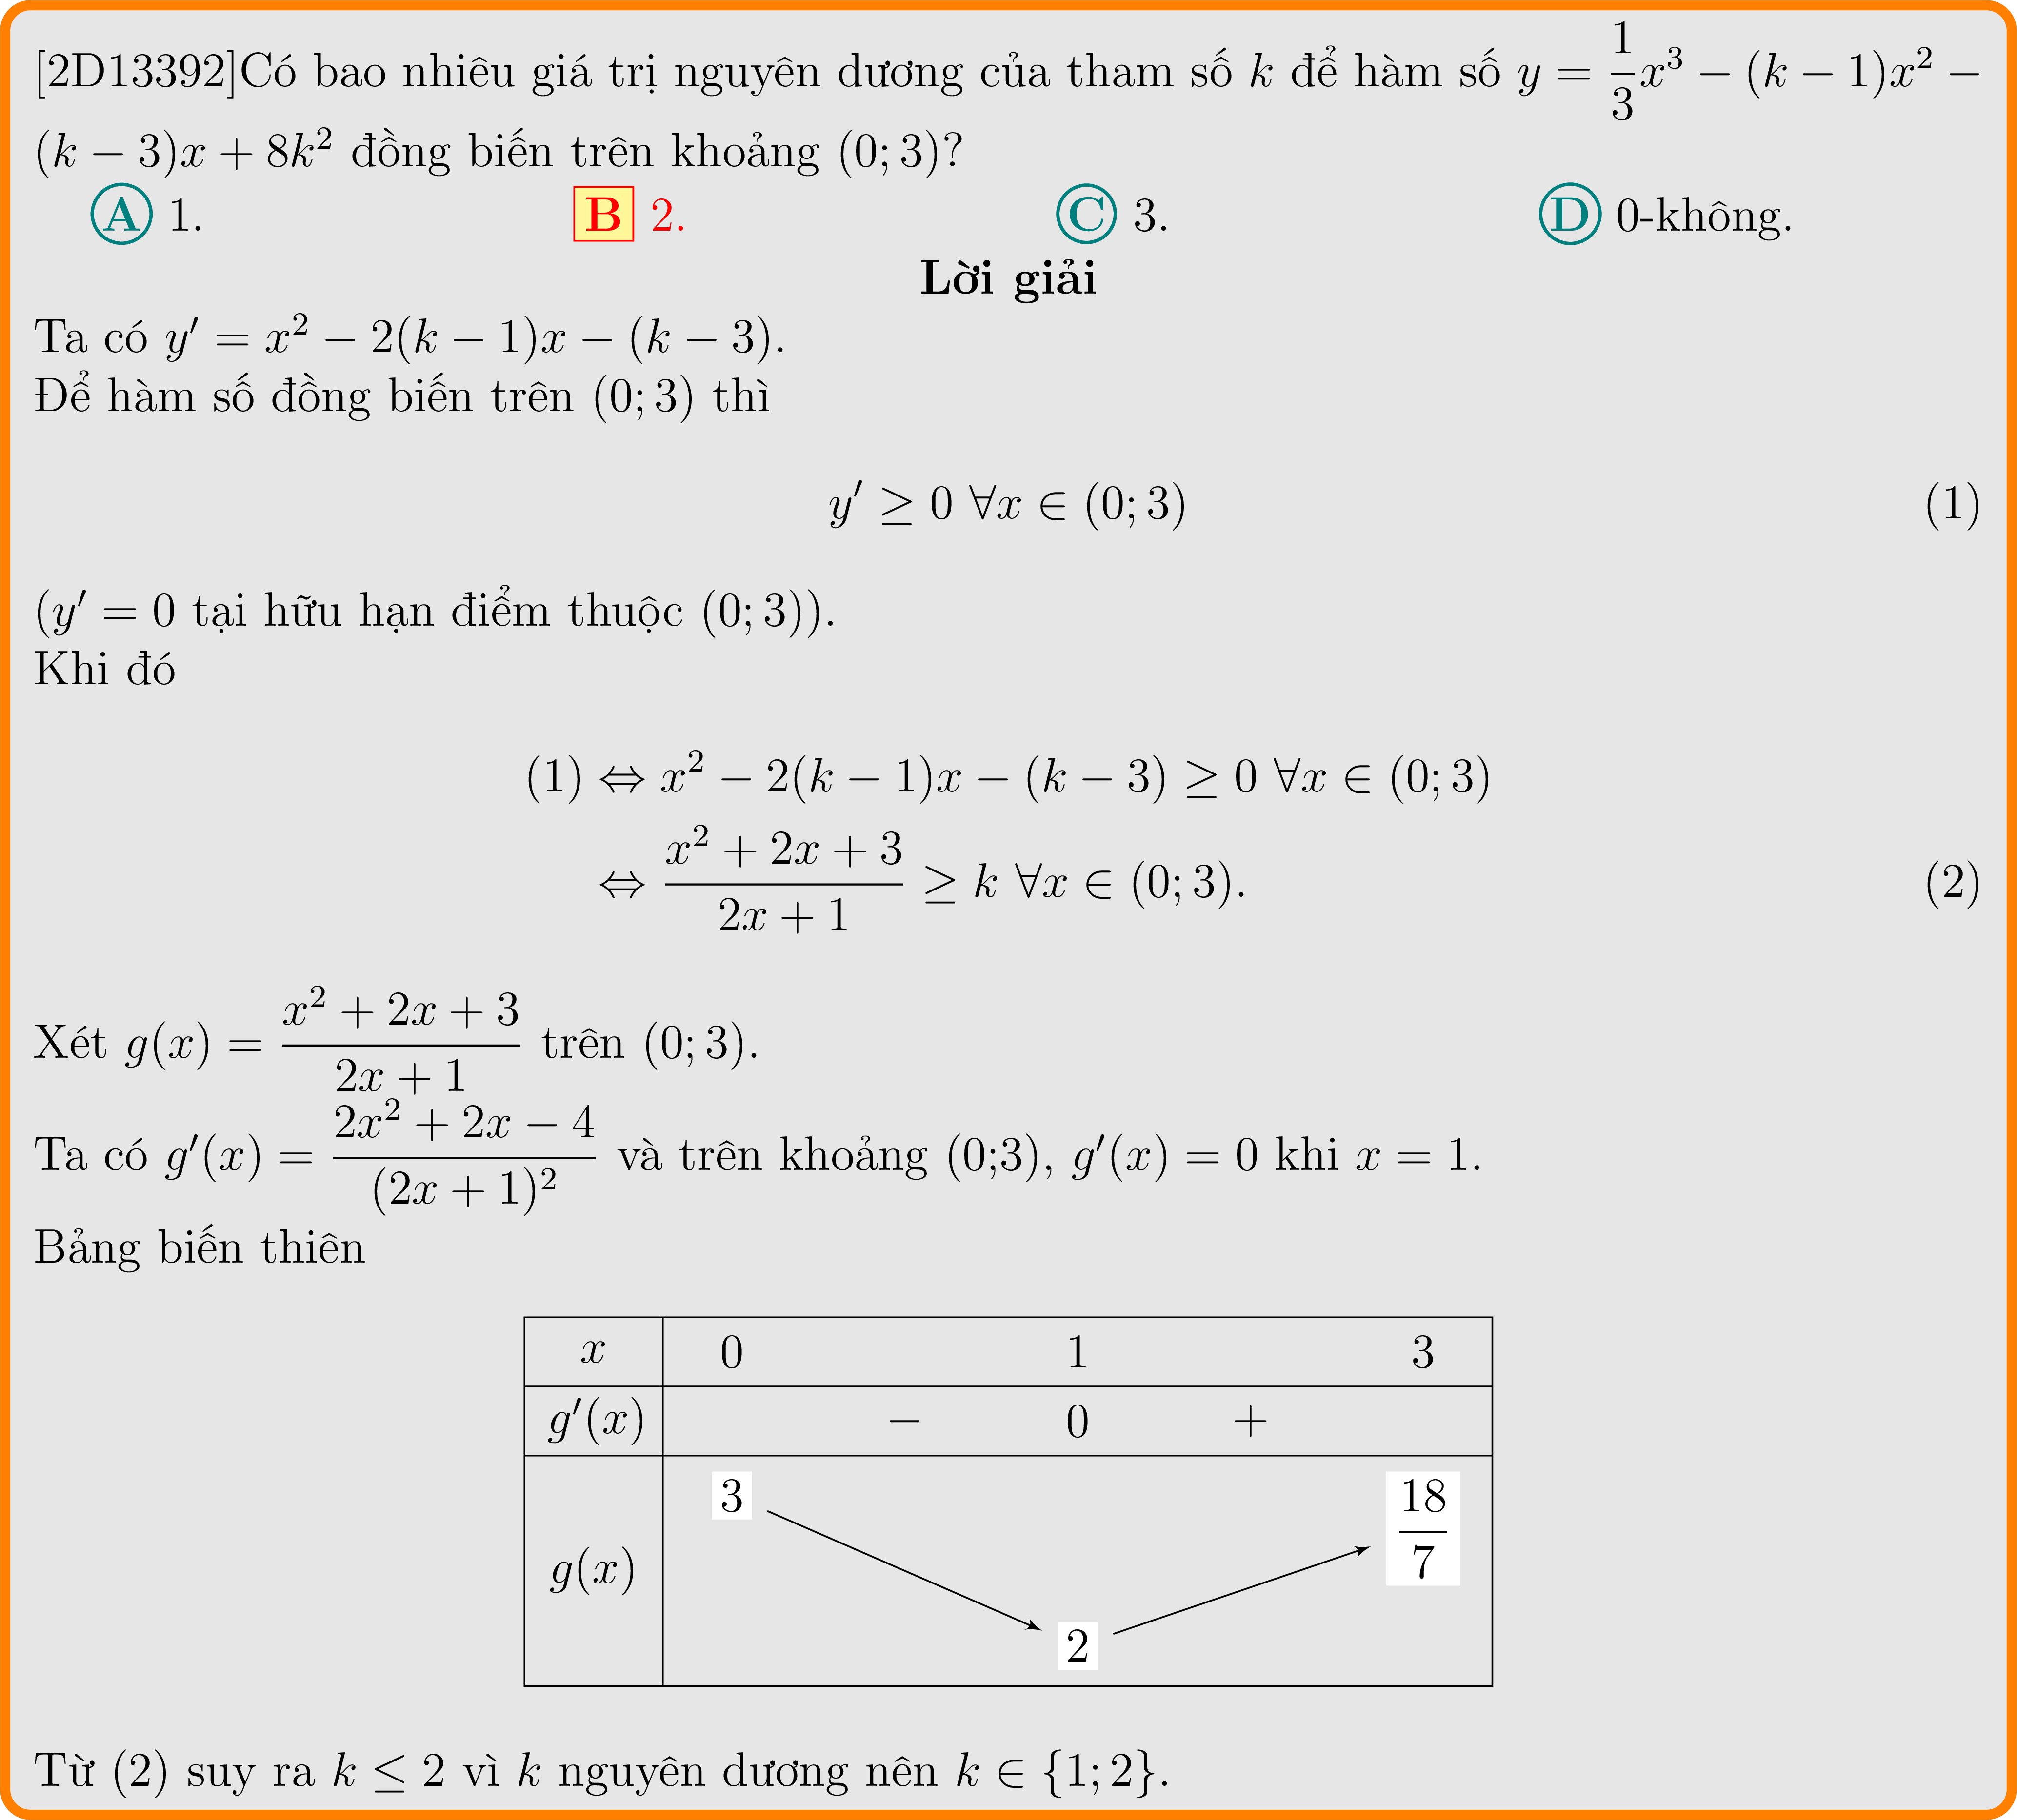 [2D13392]Có bao nhiêu giá trị nguyên dương của tham số $k$ để hàm số $y = \dfrac{1}{3}x^3 - (k-1)x^2 -$
$(k-3)x + 8k^2$ đồng biến trên khoảng $(0;3)$?
A 1. B 2. C 3. D 0-không.
Lời giải
Ta có $y' = x^2 - 2(k-1)x - (k-3)$.
Để hàm số đồng biến trên $(0;3)$ thì
$y' \geq 0 \ \forall x \in (0;3)$ (1)
($y' = 0$ tại hữu hạn điểm thuộc $(0;3)$).
Khi đó
$(1) \Leftrightarrow x^2 - 2(k-1)x - (k-3) \geq 0 \ \forall x \in (0;3)$
$\Leftrightarrow \dfrac{x^2+2x+3}{2x+1} \geq k \ \forall x \in (0;3).$ (2)
Xét $g(x) = \dfrac{x^2+2x+3}{2x+1}$ trên $(0;3)$.
Ta có $g'(x) = \dfrac{2x^2+2x-4}{(2x+1)^2}$ và trên khoảng (0;3), $g'(x) = 0$ khi $x = 1$.
Bảng biến thiên
$x$ 0 1 3
$g'(x)$ − 0 +
$g(x)$ 3 2 $\dfrac{18}{7}$
Từ (2) suy ra $k \leq 2$ vì $k$ nguyên dương nên $k \in \{1;2\}$.